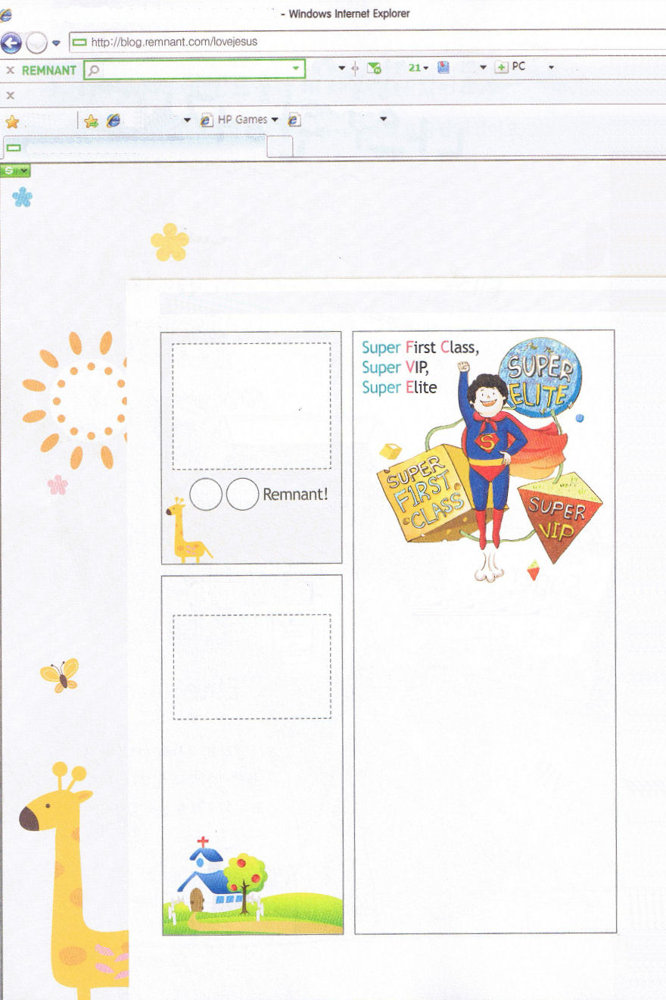 - Windows Internet Explorer
http://blog.remnant.com/lovejesus
x REMNANT 21 PC
x
HP Games
S
Super First Class,
Super VIP,
Super Elite
SUPER
ELITE
S
SUPER
F1RST
CLASS
SUPER
VIP
Remnant!